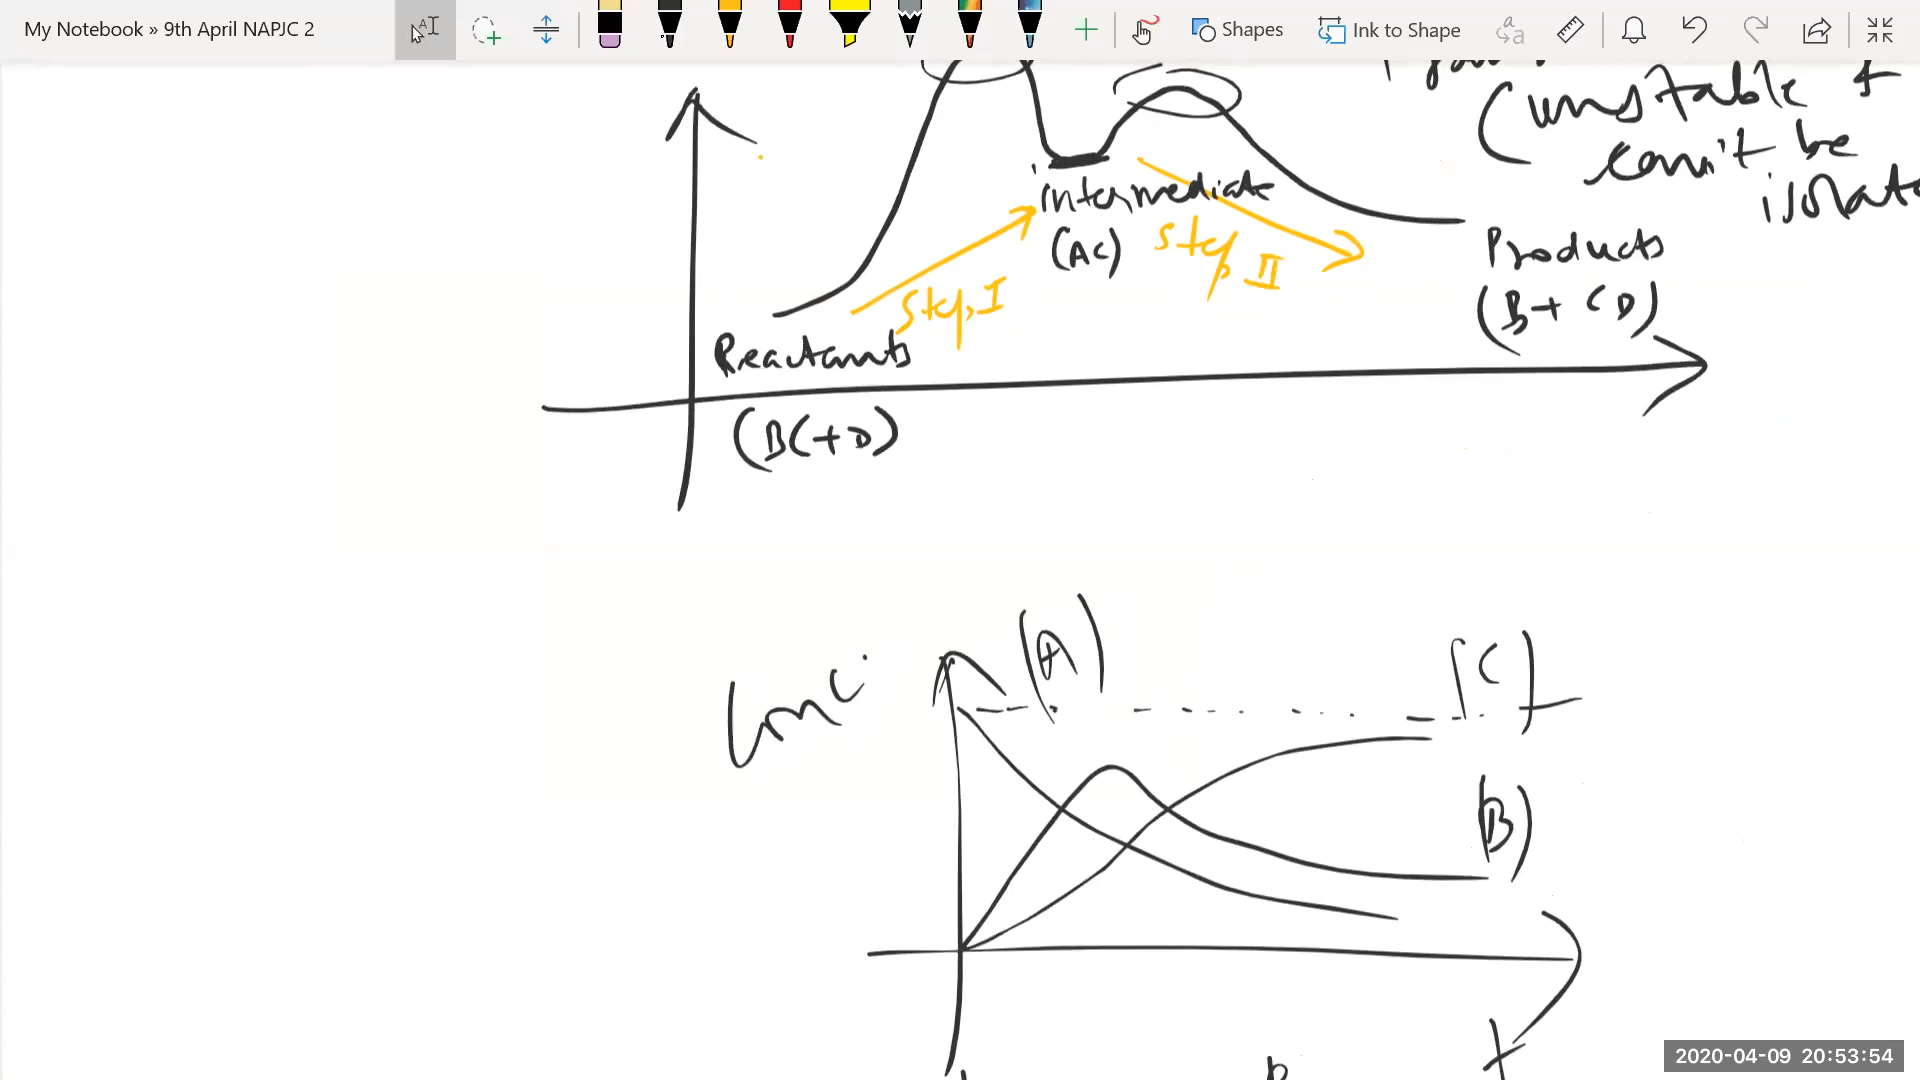 My Notebook » 9th April NAPJC 2
Shapes
Ink to Shape
(unstable &
can't be
isolate
intermediate
(AC)
Step I
Step II
Products
(B + CD)
Reactants
(BC+D)
Conc
(A)
[C]
(B)
t
2020-04-09 20:53:54